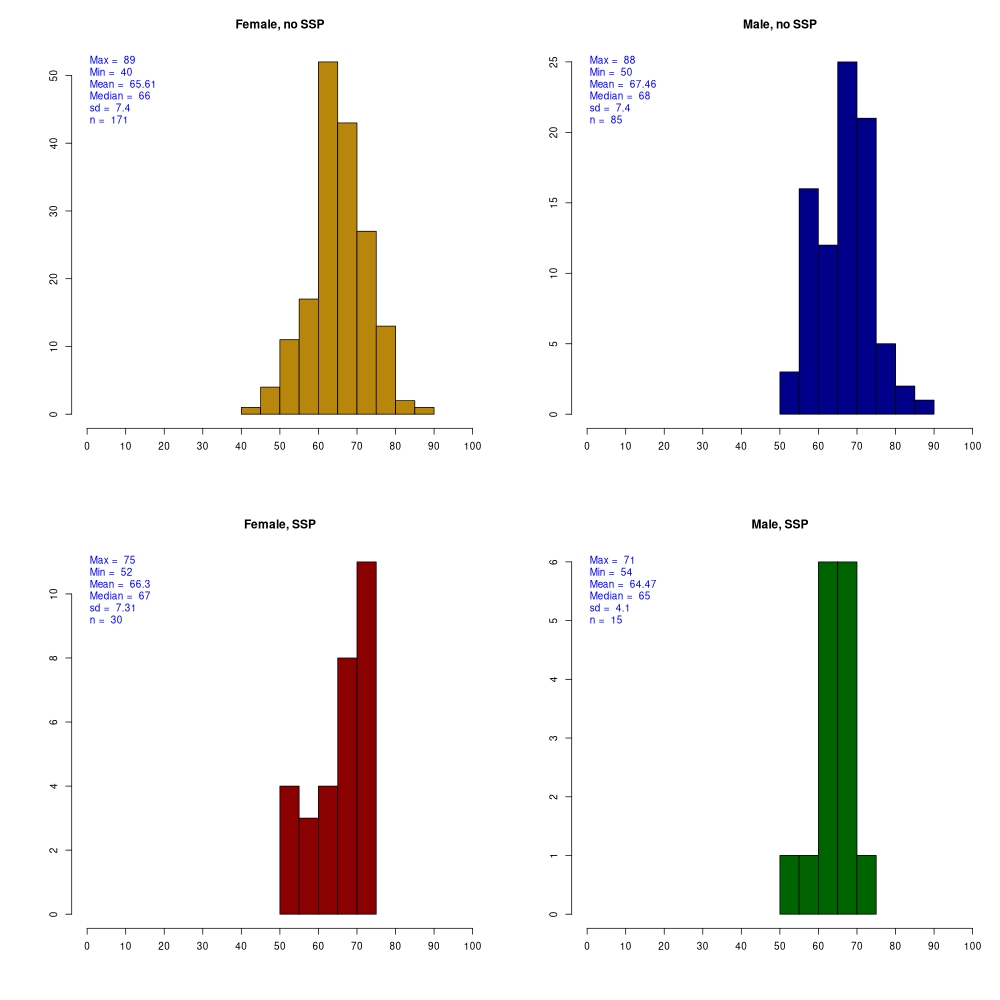 Female, no SSP
Max = 89
Min = 40
Mean = 65.61
Median = 66
sd = 7.4
n = 171
50
40
30
20
10
0
0 10 20 30 40 50 60 70 80 90 100
Male, no SSP
Max = 88
Min = 50
Mean = 67.46
Median = 68
sd = 7.4
n = 85
25
20
15
10
5
0
0 10 20 30 40 50 60 70 80 90 100
Female, SSP
Max = 75
Min = 52
Mean = 66.3
Median = 67
sd = 7.31
n = 30
10
8
6
4
2
0
0 10 20 30 40 50 60 70 80 90 100
Male, SSP
Max = 71
Min = 54
Mean = 64.47
Median = 65
sd = 4.1
n = 15
6
5
4
3
2
1
0
0 10 20 30 40 50 60 70 80 90 100